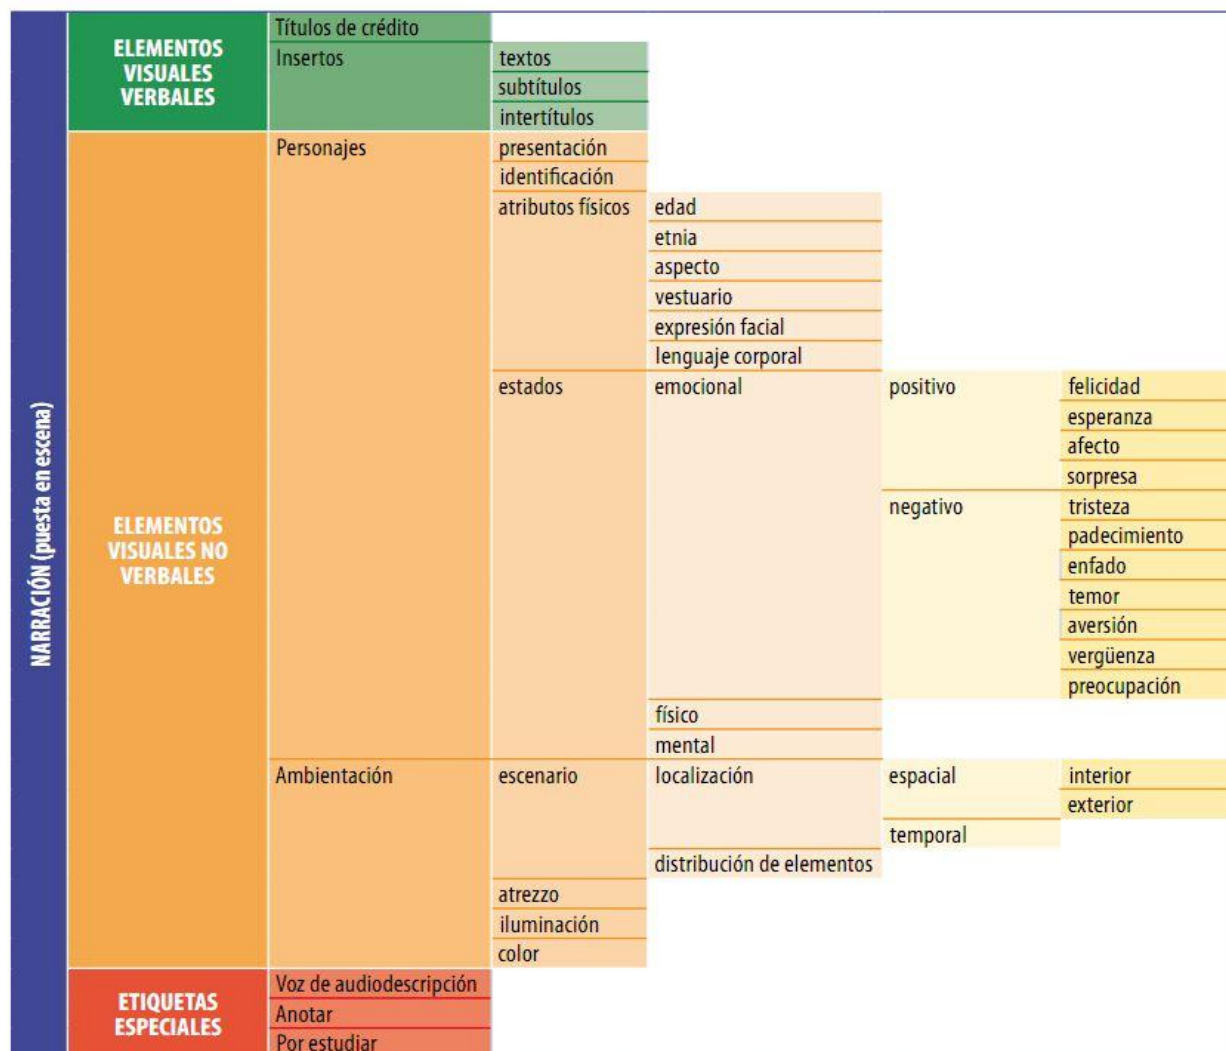 NARRACIÓN (puesta en escena)
ELEMENTOS
VISUALES
VERBALES
Títulos de crédito
Insertos
textos
subtítulos
intertítulos
ELEMENTOS
VISUALES NO
VERBALES
Personajes
presentación
identificación
atributos físicos
edad
etnia
aspecto
vestuario
expresión facial
lenguaje corporal
estados
emocional
positivo
felicidad
esperanza
afecto
sorpresa
negativo
tristeza
padecimiento
enfado
temor
aversión
vergüenza
preocupación
físico
mental
Ambientación
escenario
localización
espacial
interior
exterior
temporal
distribución de elementos
atrezzo
iluminación
color
ETIQUETAS
ESPECIALES
Voz de audiodescripción
Anotar
Por estudiar